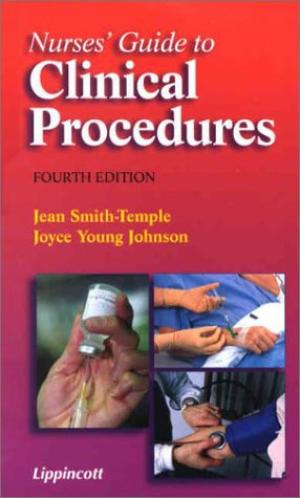 Nurses' Guide to
Clinical
Procedures
FOURTH EDITION
Jean Smith-Temple
Joyce Young Johnson
Lippincott